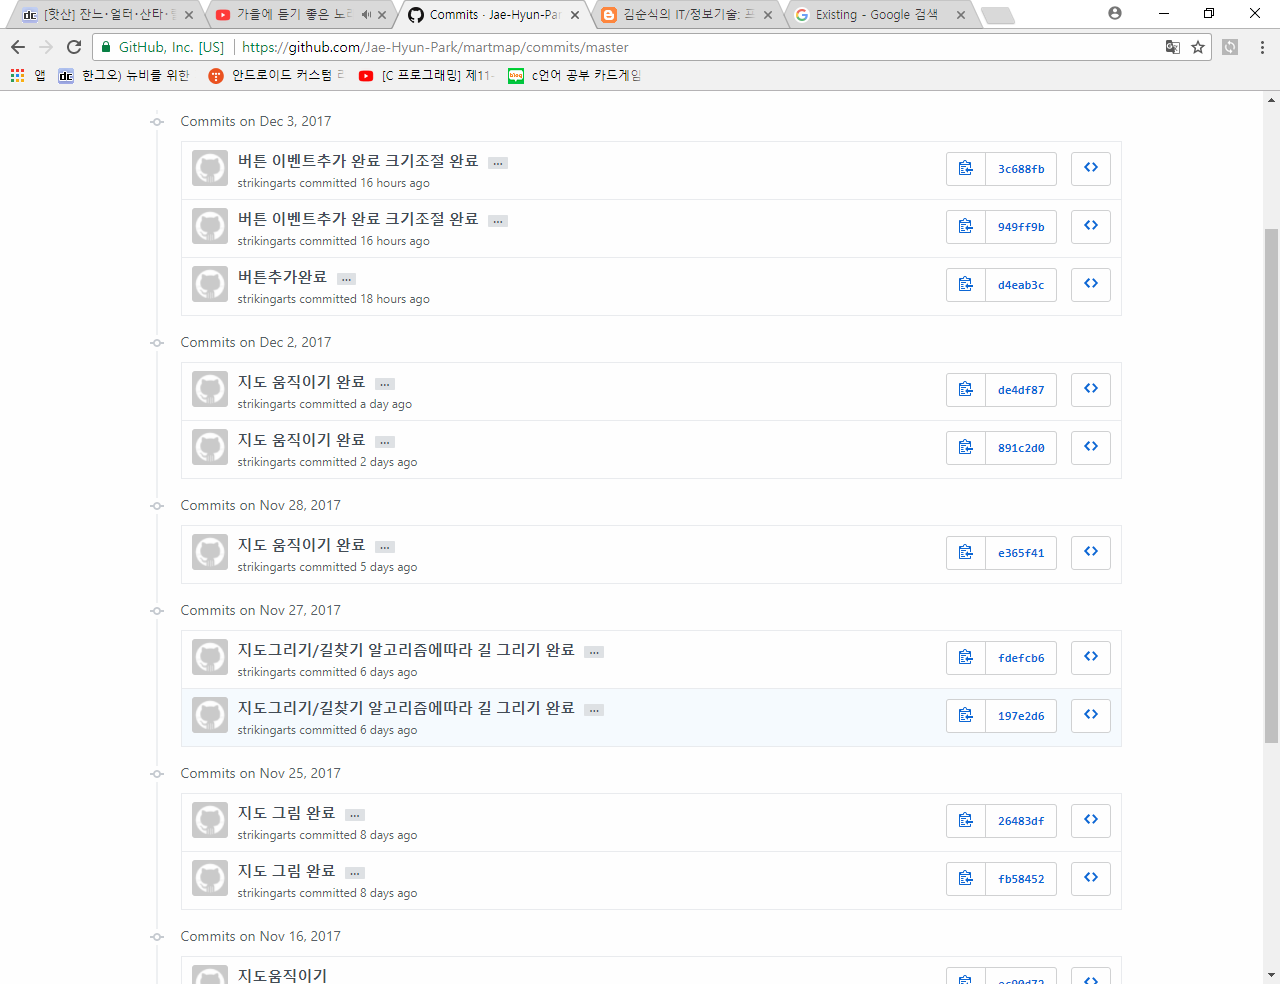 [핫산] 잔느·얼터·산타·릴
가을에 듣기 좋은 노래
Commits · Jae-Hyun-Par
김순식의 IT/정보기술: 프
Existing - Google 검색
GitHub, Inc. [US] https://github.com/Jae-Hyun-Park/martmap/commits/master
앱 한그오) 뉴비를 위한 안드로이드 커스텀 [C 프로그래밍] 제11- c언어 공부 카드게임
Commits on Dec 3, 2017
버튼 이벤트추가 완료 크기조절 완료 …
3c688fb
strikingarts committed 16 hours ago
버튼 이벤트추가 완료 크기조절 완료 …
949ff9b
strikingarts committed 16 hours ago
버튼추가완료 …
d4eab3c
strikingarts committed 18 hours ago
Commits on Dec 2, 2017
지도 움직이기 완료 …
de4df87
strikingarts committed a day ago
지도 움직이기 완료 …
891c2d0
strikingarts committed 2 days ago
Commits on Nov 28, 2017
지도 움직이기 완료 …
e365f41
strikingarts committed 5 days ago
Commits on Nov 27, 2017
지도그리기/길찾기 알고리즘에따라 길 그리기 완료 …
fdefcb6
strikingarts committed 6 days ago
지도그리기/길찾기 알고리즘에따라 길 그리기 완료 …
197e2d6
strikingarts committed 6 days ago
Commits on Nov 25, 2017
지도 그림 완료 …
26483df
strikingarts committed 8 days ago
지도 그림 완료 …
fb58452
strikingarts committed 8 days ago
Commits on Nov 16, 2017
지도움직이기
ec90d72